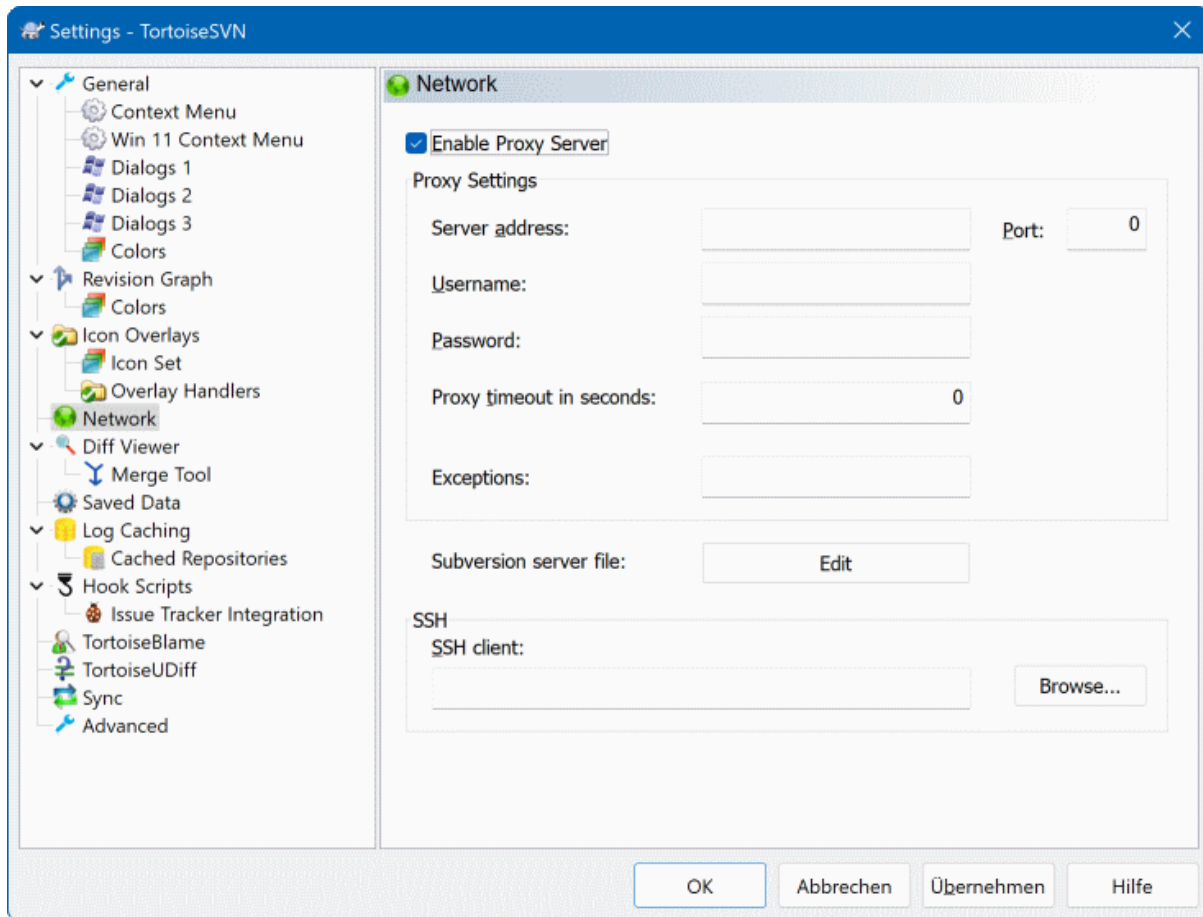 Settings - TortoiseSVN
General
Context Menu
Win 11 Context Menu
Dialogs 1
Dialogs 2
Dialogs 3
Colors
Revision Graph
Colors
Icon Overlays
Icon Set
Overlay Handlers
Network
Diff Viewer
Merge Tool
Saved Data
Log Caching
Cached Repositories
Hook Scripts
Issue Tracker Integration
TortoiseBlame
TortoiseUDiff
Sync
Advanced
Network
Enable Proxy Server
Proxy Settings
Server address: Port: 0
Username:
Password:
Proxy timeout in seconds: 0
Exceptions:
Subversion server file: Edit
SSH
SSH client:
Browse...
OK Abbrechen Übernehmen Hilfe